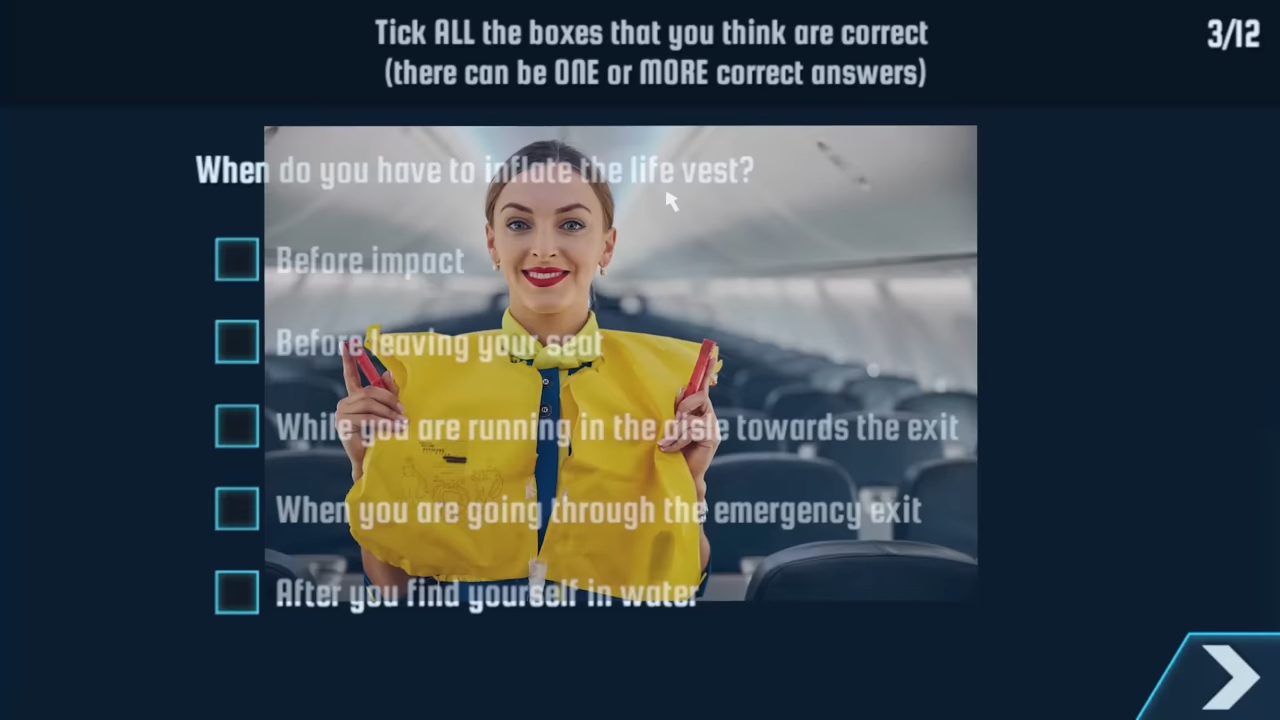 Tick ALL the boxes that you think are correct
(there can be ONE or MORE correct answers)
3/12
When do you have to inflate the life vest?
Before impact
Before leaving your seat
While you are running in the aisle towards the exit
When you are going through the emergency exit
After you find yourself in water